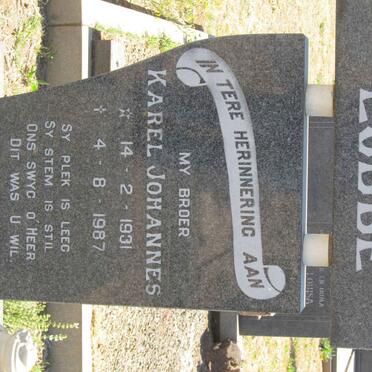 IN TERE HERINNERING AAN
MY BROER
KAREL JOHANNES
☆ 14 - 2 - 1931
✝ 4 - 8 - 1987
SY PLEK IS LEEG
SY STEM IS STIL
ONS SWYG O' HEER
DIT WAS U WIL